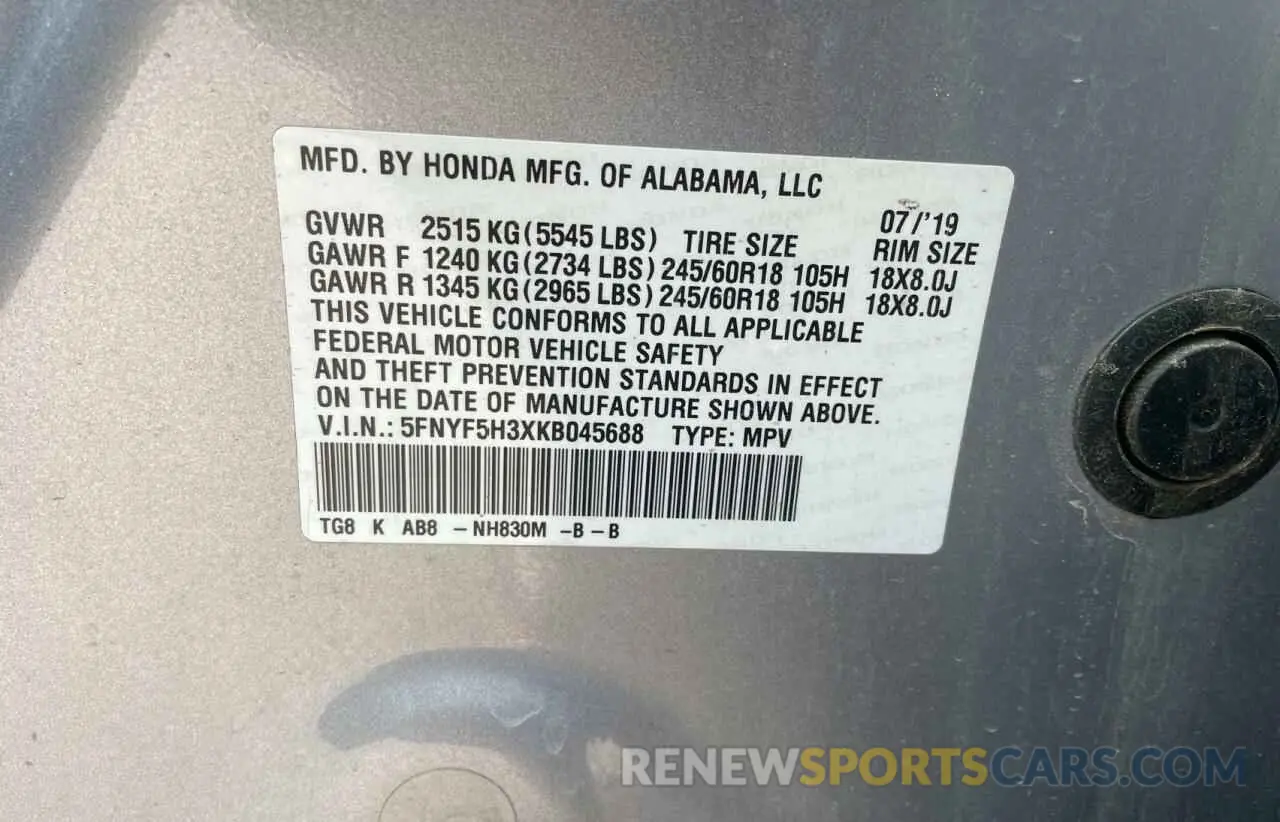 MFD. BY HONDA MFG. OF ALABAMA, LLC
07/'19
GVWR 2515 KG (5545 LBS) TIRE SIZE RIM SIZE
GAWR F 1240 KG (2734 LBS) 245/60R18 105H 18X8.0J
GAWR R 1345 KG (2965 LBS) 245/60R18 105H 18X8.0J
THIS VEHICLE CONFORMS TO ALL APPLICABLE
FEDERAL MOTOR VEHICLE SAFETY
AND THEFT PREVENTION STANDARDS IN EFFECT
ON THE DATE OF MANUFACTURE SHOWN ABOVE.
V.I.N.: 5FNYF5H3XKB045688 TYPE: MPV
TG8 K AB8 – NH830M – B – B
RENEWSPORTSCARS.COM